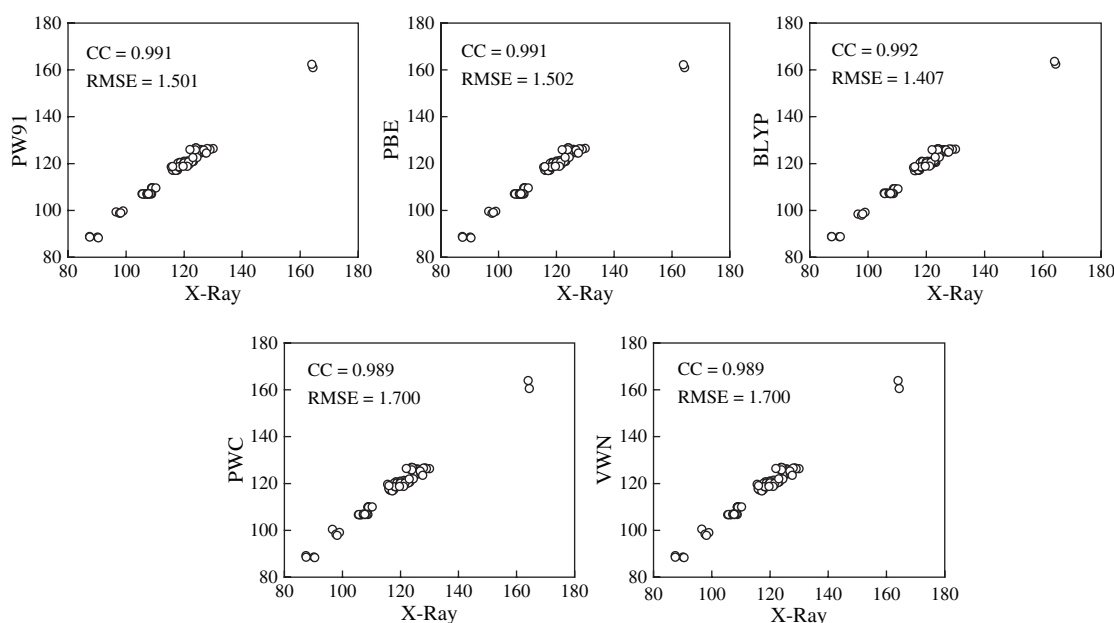 180
160
140
120
100
80
PW91
CC = 0.991
RMSE = 1.501
80 100 120 140 160 180
X-Ray
180
160
140
120
100
80
PBE
CC = 0.991
RMSE = 1.502
80 100 120 140 160 180
X-Ray
180
160
140
120
100
80
BLYP
CC = 0.992
RMSE = 1.407
80 100 120 140 160 180
X-Ray
180
160
140
120
100
80
PWC
CC = 0.989
RMSE = 1.700
80 100 120 140 160 180
X-Ray
180
160
140
120
100
80
VWN
CC = 0.989
RMSE = 1.700
80 100 120 140 160 180
X-Ray